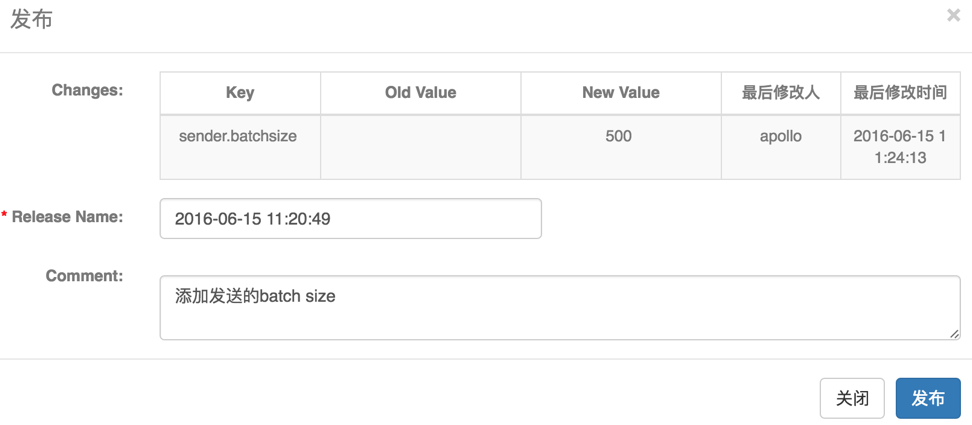 发布 ×
Changes: Key Old Value New Value 最后修改人 最后修改时间
sender.batchsize 500 apollo 2016-06-15 1
1:24:13
* Release Name: 2016-06-15 11:20:49
Comment: 添加发送的batch size
关闭 发布